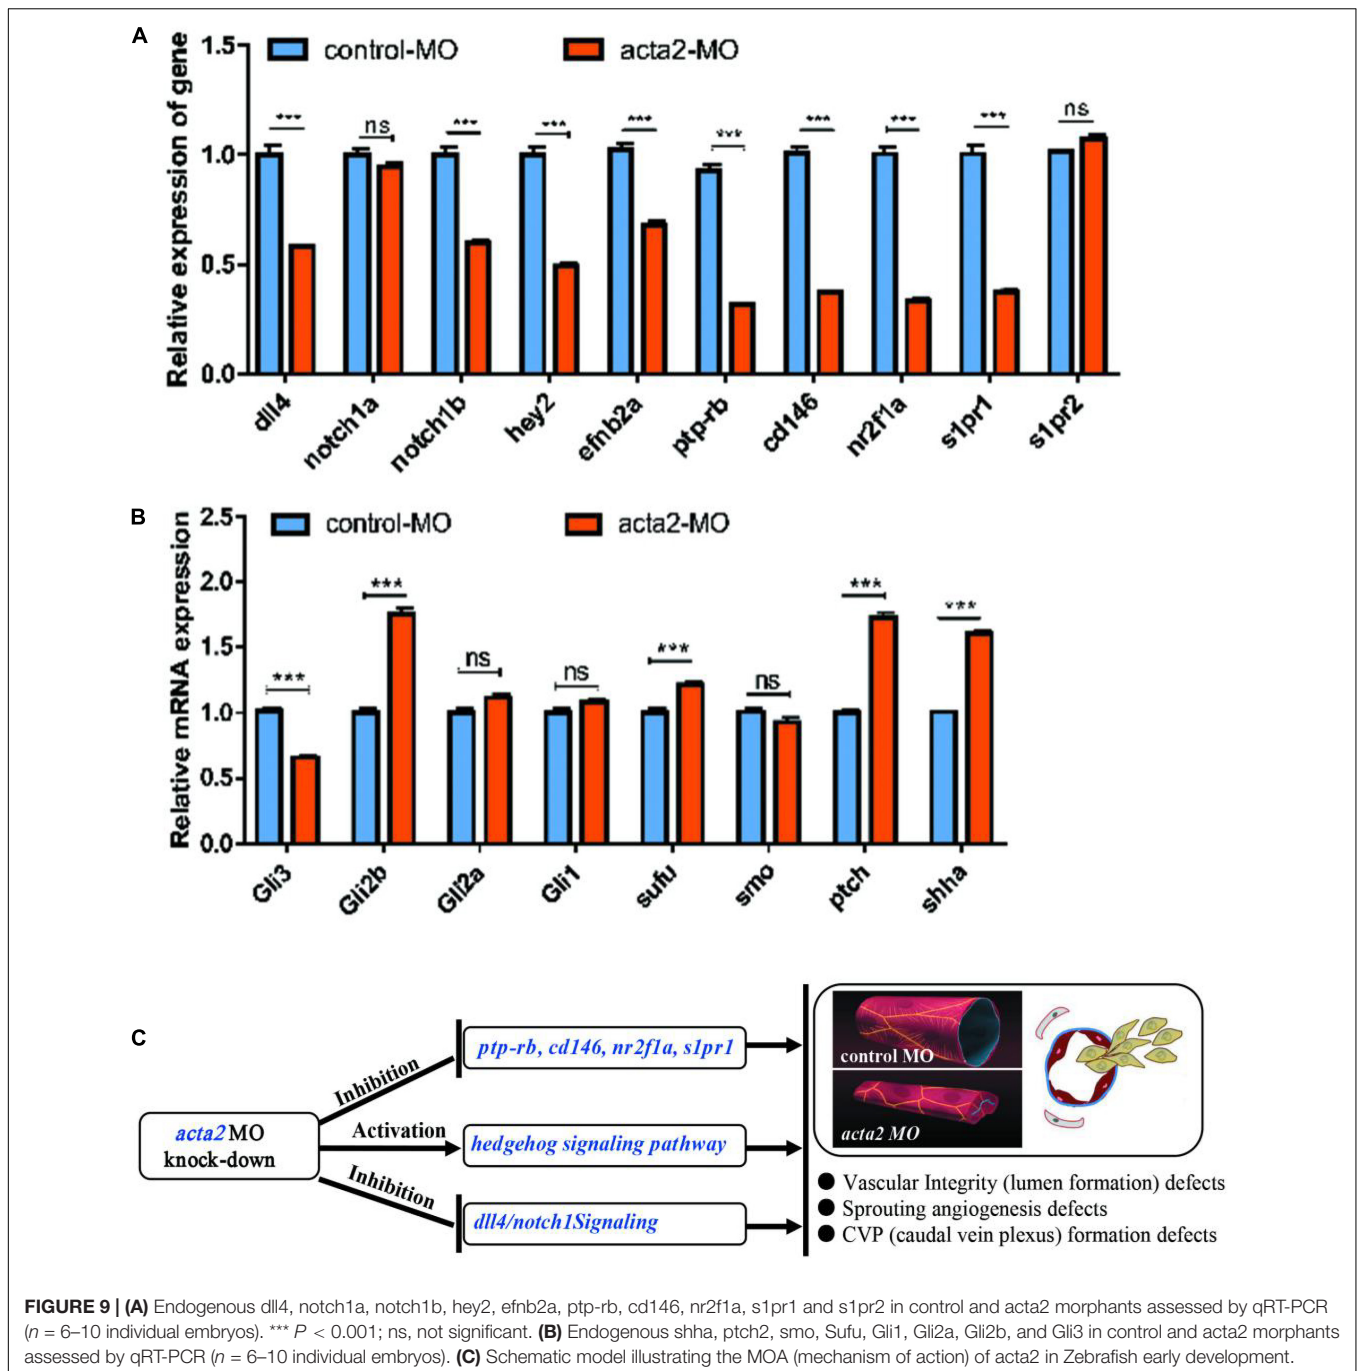 A
Relative expression of gene
1.5
1.0
0.5
0.0
control-MO
acta2-MO
***
ns
***
***
***
***
***
***
***
ns
dll4
notch1a
notch1b
hey2
efnb2a
ptp-rb
cd146
nr2f1a
s1pr1
s1pr2
B
Relative mRNA expression
2.5
2.0
1.5
1.0
0.5
0.0
control-MO
acta2-MO
***
***
ns
ns
***
ns
***
***
Gli3
Gli2b
Gli2a
Gli1
sufu
smo
ptch
shha
C
acta2 MO
knock-down
Inhibition
Activation
Inhibition
ptp-rb, cd146, nr2f1a, s1pr1
hedgehog signaling pathway
dll4/notch1Signaling
control MO
acta2 MO
● Vascular Integrity (lumen formation) defects
● Sprouting angiogenesis defects
● CVP (caudal vein plexus) formation defects
FIGURE 9 | (A) Endogenous dll4, notch1a, notch1b, hey2, efnb2a, ptp-rb, cd146, nr2f1a, s1pr1 and s1pr2 in control and acta2 morphants assessed by qRT-PCR
(n = 6–10 individual embryos). *** P < 0.001; ns, not significant. (B) Endogenous shha, ptch2, smo, Sufu, Gli1, Gli2a, Gli2b, and Gli3 in control and acta2 morphants
assessed by qRT-PCR (n = 6–10 individual embryos). (C) Schematic model illustrating the MOA (mechanism of action) of acta2 in Zebrafish early development.